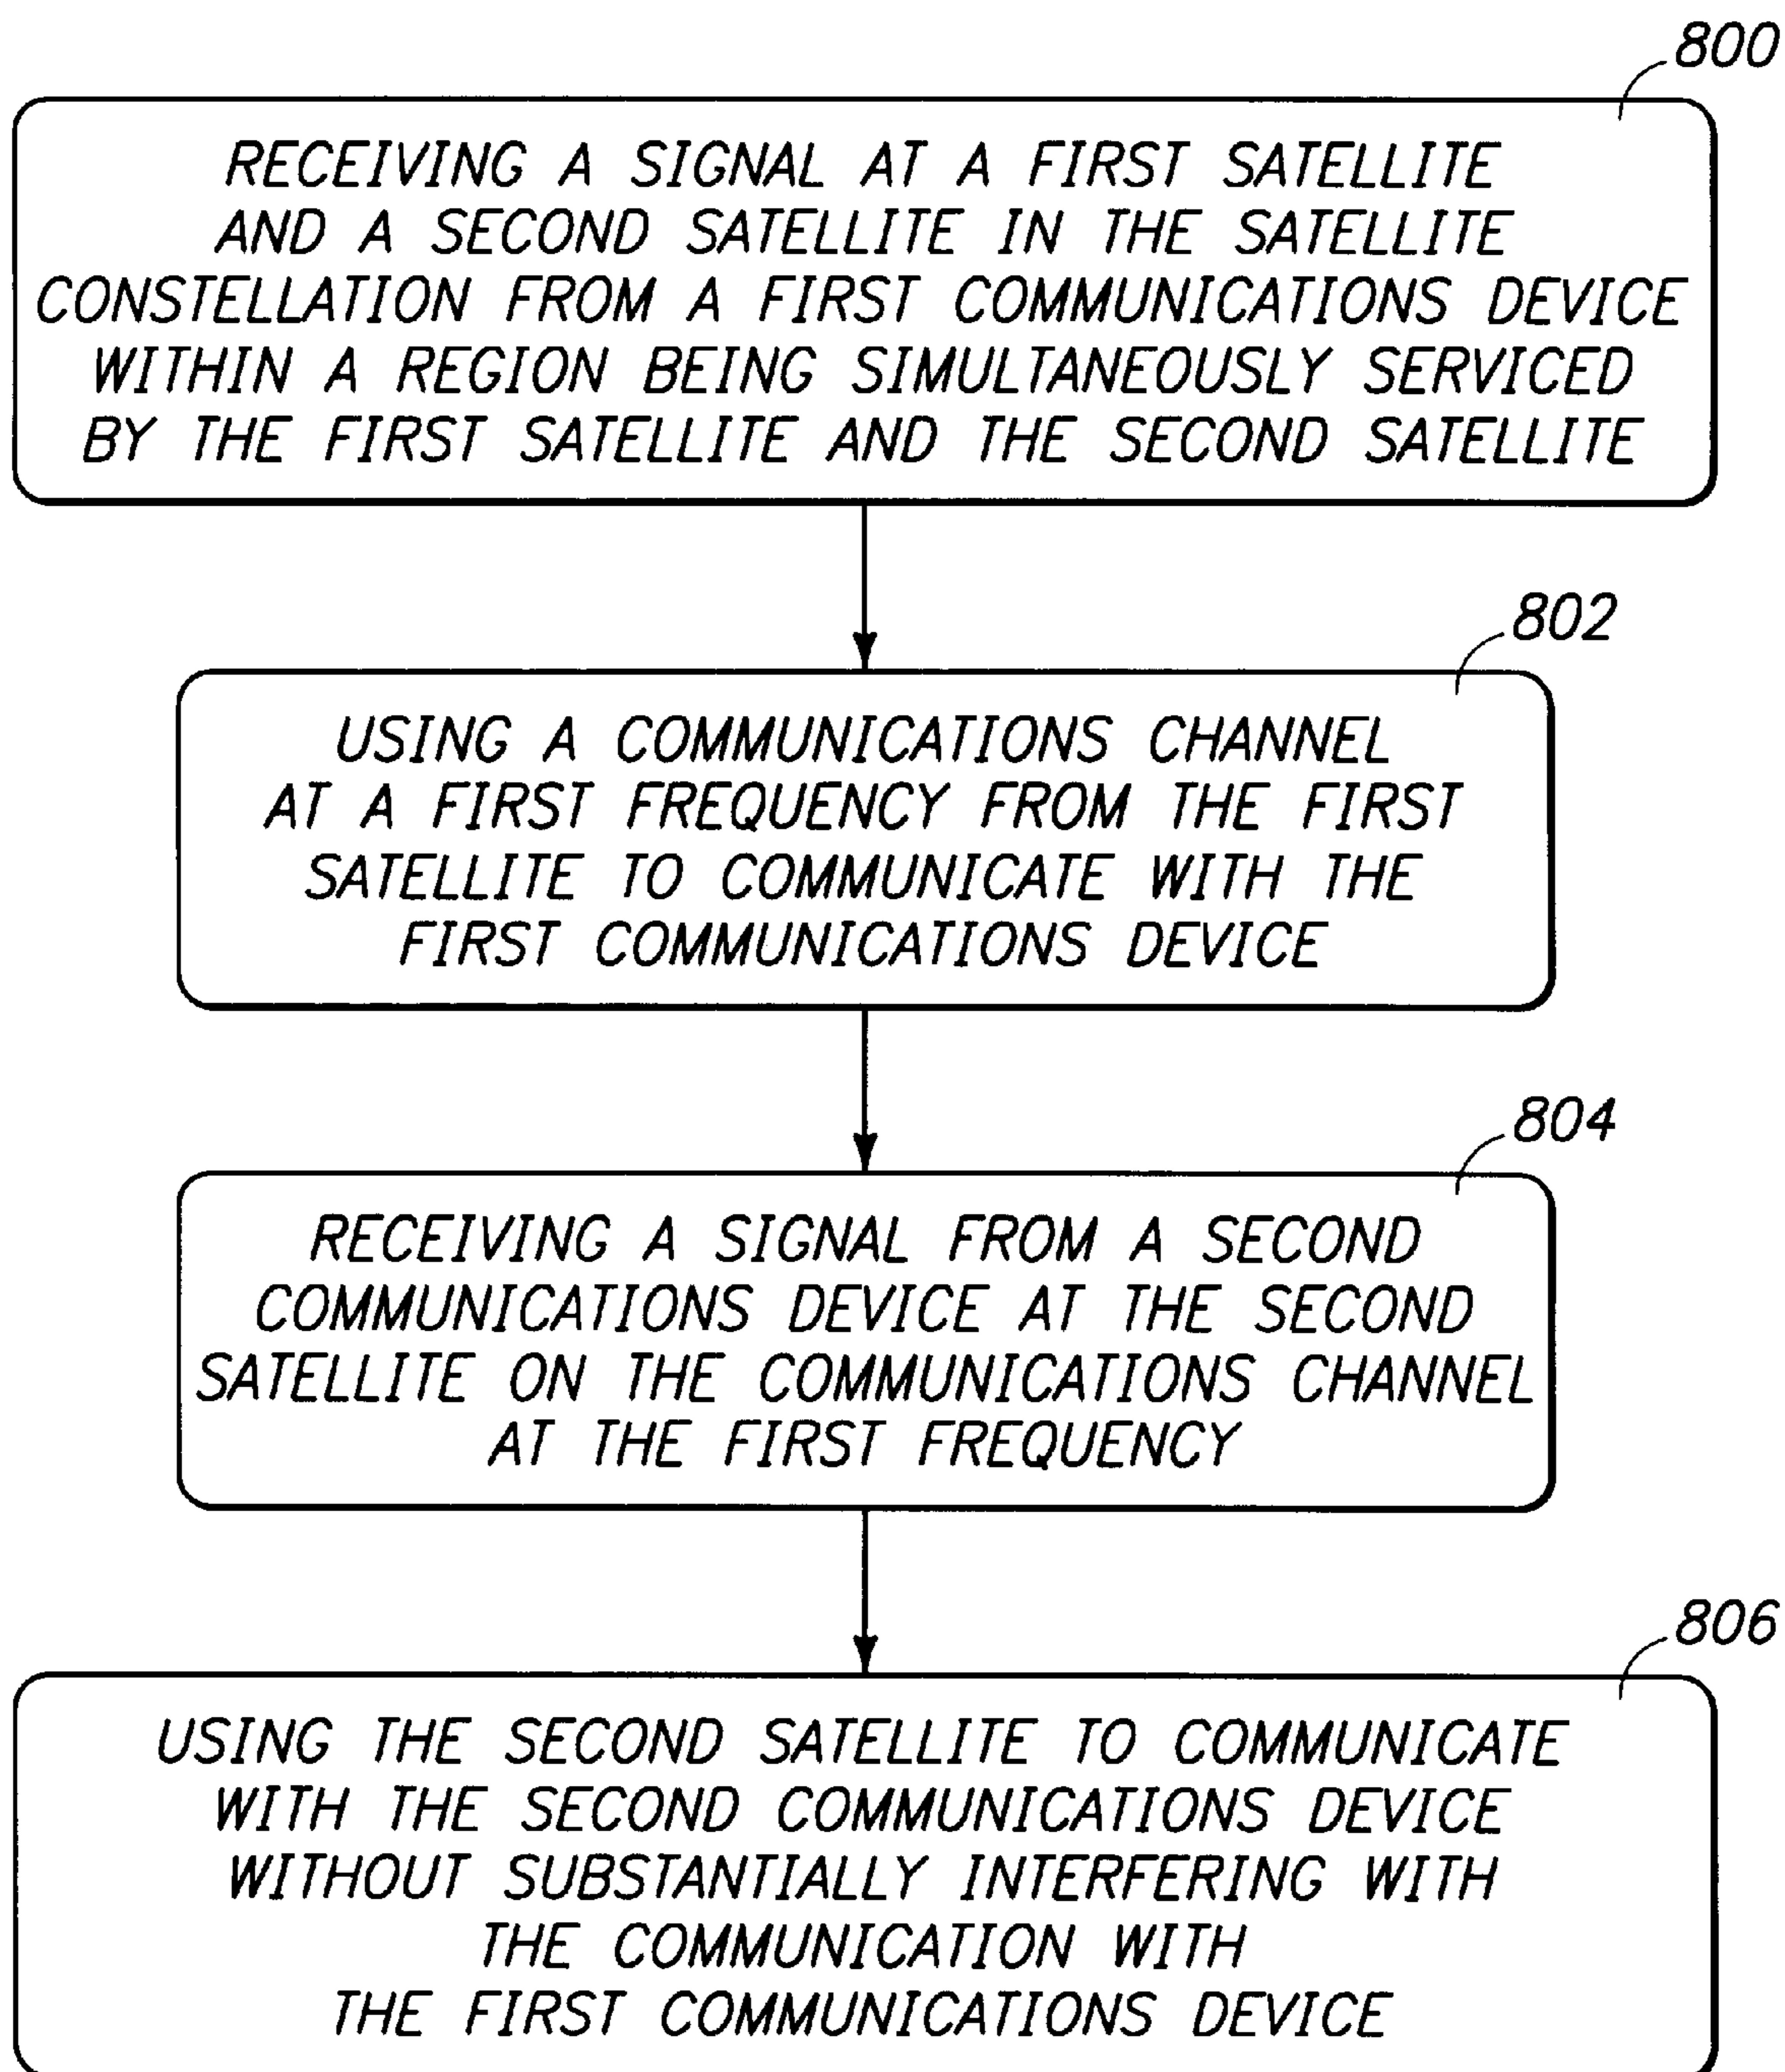 800
RECEIVING A SIGNAL AT A FIRST SATELLITE
AND A SECOND SATELLITE IN THE SATELLITE
CONSTELLATION FROM A FIRST COMMUNICATIONS DEVICE
WITHIN A REGION BEING SIMULTANEOUSLY SERVICED
BY THE FIRST SATELLITE AND THE SECOND SATELLITE
802
USING A COMMUNICATIONS CHANNEL
AT A FIRST FREQUENCY FROM THE FIRST
SATELLITE TO COMMUNICATE WITH THE
FIRST COMMUNICATIONS DEVICE
804
RECEIVING A SIGNAL FROM A SECOND
COMMUNICATIONS DEVICE AT THE SECOND
SATELLITE ON THE COMMUNICATIONS CHANNEL
AT THE FIRST FREQUENCY
806
USING THE SECOND SATELLITE TO COMMUNICATE
WITH THE SECOND COMMUNICATIONS DEVICE
WITHOUT SUBSTANTIALLY INTERFERING WITH
THE COMMUNICATION WITH
THE FIRST COMMUNICATIONS DEVICE